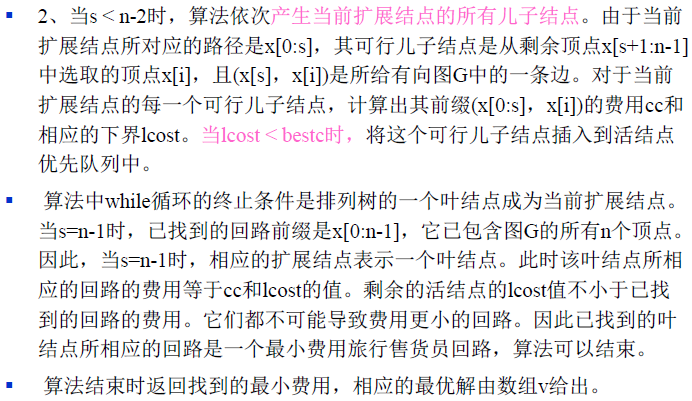 ▪ 2、当s < n-2时，算法依次产生当前扩展结点的所有儿子结点。由于当前
扩展结点所对应的路径是x[0:s]，其可行儿子结点是从剩余顶点x[s+1:n-1]
中选取的顶点x[i]，且(x[s]，x[i])是所给有向图G中的一条边。对于当前
扩展结点的每一个可行儿子结点，计算出其前缀(x[0:s]，x[i])的费用cc和
相应的下界lcost。当lcost < bestc时，将这个可行儿子结点插入到活结点
优先队列中。
▪ 算法中while循环的终止条件是排列树的一个叶结点成为当前扩展结点。
当s=n-1时，已找到的回路前缀是x[0:n-1]，它已包含图G的所有n个顶点。
因此，当s=n-1时，相应的扩展结点表示一个叶结点。此时该叶结点所相
应的回路的费用等于cc和lcost的值。剩余的活结点的lcost值不小于已找
到的回路的费用。它们都不可能导致费用更小的回路。因此已找到的叶
结点所相应的回路是一个最小费用旅行售货员回路，算法可以结束。
▪ 算法结束时返回找到的最小费用，相应的最优解由数组v给出。